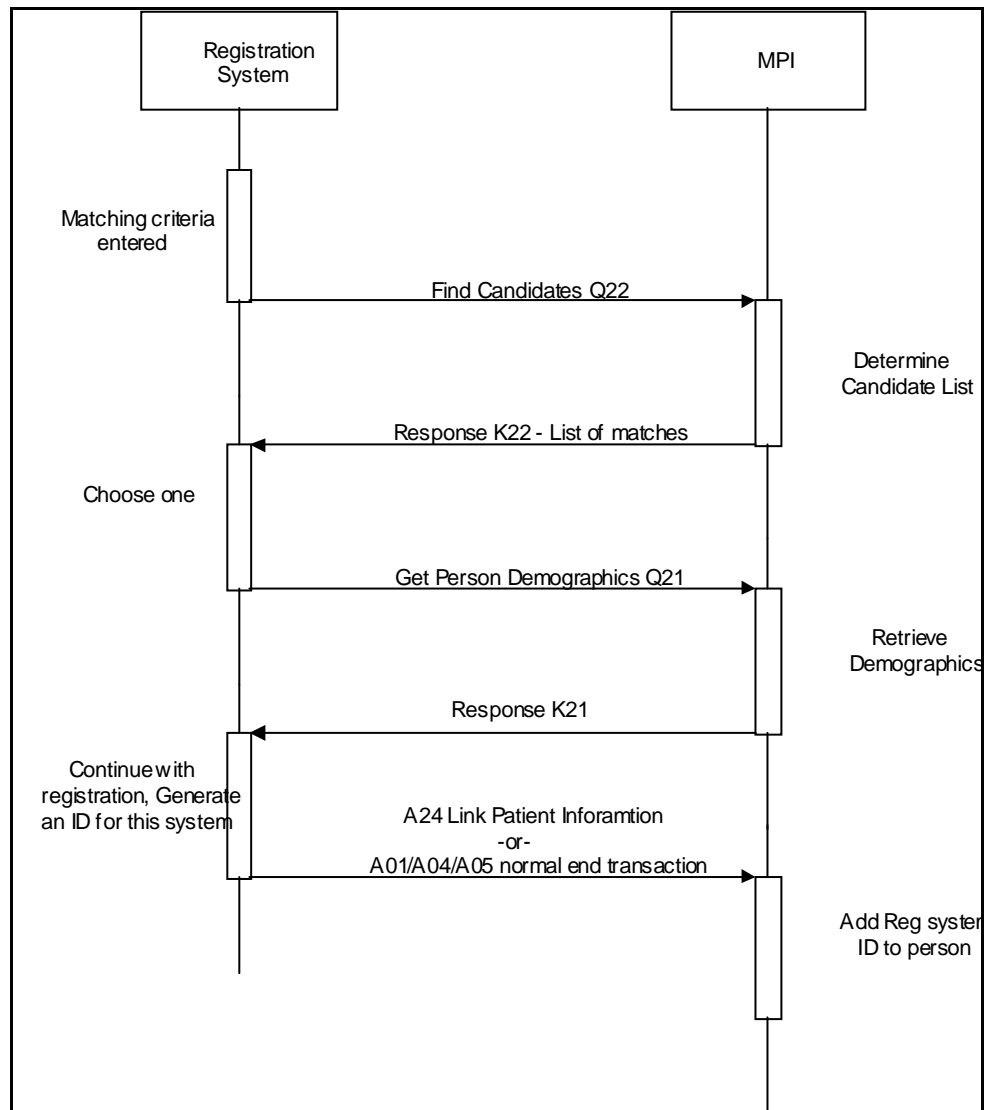 Registration
System
MPI
Matching criteria
entered
Find Candidates Q22
Determine
Candidate List
Response K22 - List of matches
Choose one
Get Person Demographics Q21
Retrieve
Demographics
Response K21
Continue with
registration, Generate
an ID for this system
A24 Link Patient Inforamtion
-or-
A01/A04/A05 normal end transaction
Add Reg syster
ID to person